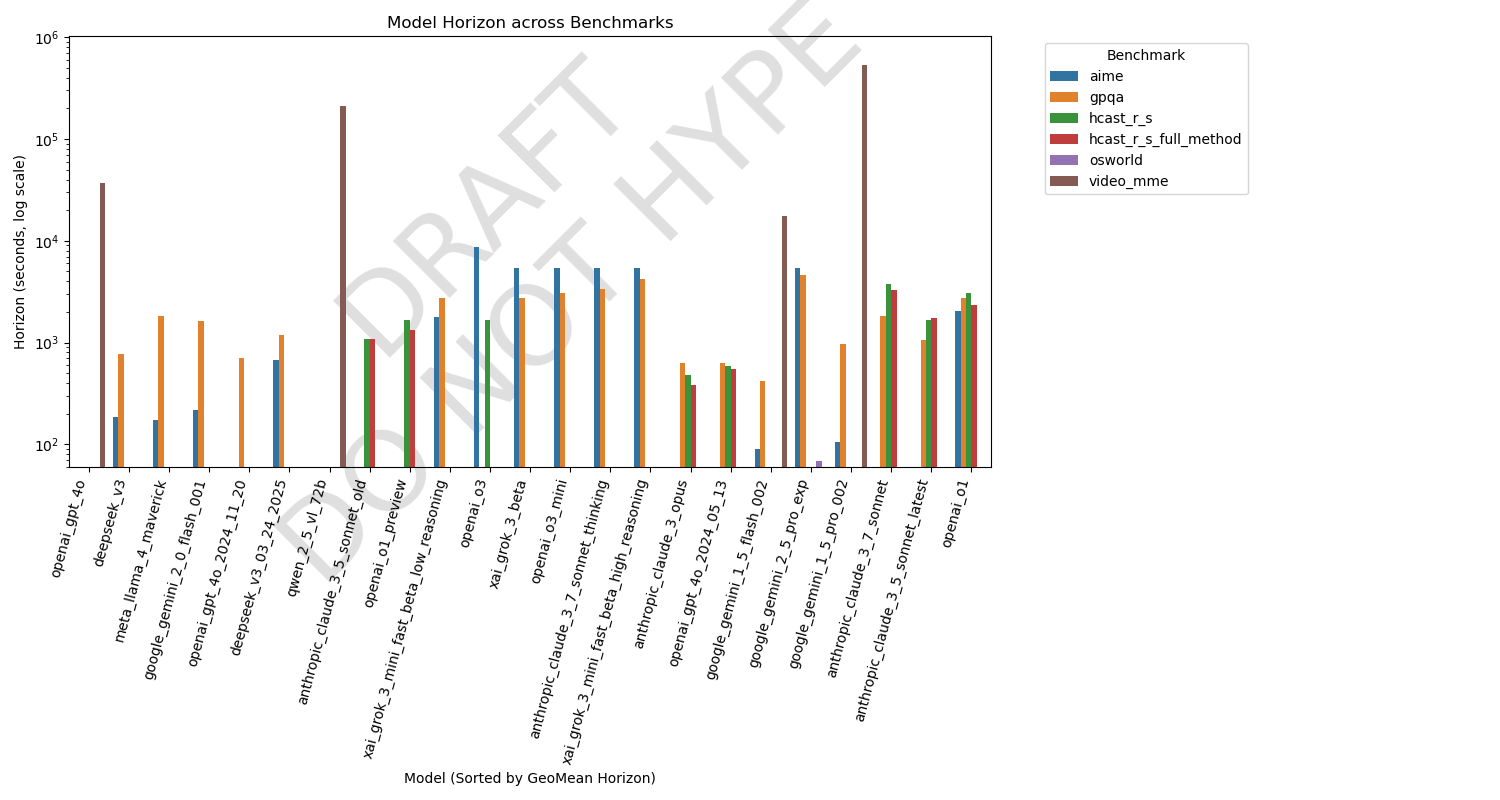 Model Horizon across Benchmarks
DRAFT
DO NOT HYPE
Horizon (seconds, log scale)
10^6
10^5
10^4
10^3
10^2
openai_gpt_4o
deepseek_v3
meta_llama_4_maverick
google_gemini_2_0_flash_001
openai_gpt_4o_2024_11_20
deepseek_v3_03_24_2025
qwen_2_5_vl_72b
anthropic_claude_3_5_sonnet_old
openai_o1_preview
xai_grok_3_mini_fast_beta_low_reasoning
openai_o3
xai_grok_3_beta
openai_o3_mini
anthropic_claude_3_7_sonnet_thinking
xai_grok_3_mini_fast_beta_high_reasoning
anthropic_claude_3_opus
openai_gpt_4o_2024_05_13
google_gemini_1_5_flash_002
google_gemini_2_5_pro_exp
google_gemini_1_5_pro_002
anthropic_claude_3_7_sonnet
anthropic_claude_3_5_sonnet_latest
openai_o1
Model (Sorted by GeoMean Horizon)
Benchmark
aime
gpqa
hcast_r_s
hcast_r_s_full_method
osworld
video_mme